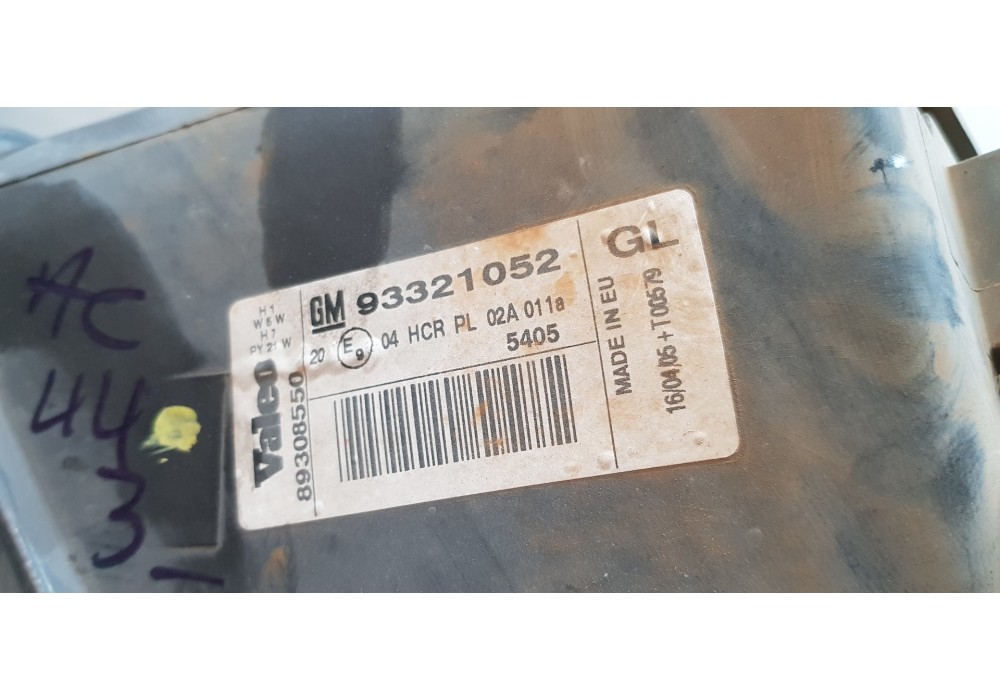 AC
44
3
1
H1
W5W
H7
PY21W
Valeo
89308550
GM 93321052
20 E9 04 HCR PL 02A 011a
5405
GL
MADE IN EU
16/04/05+T00579